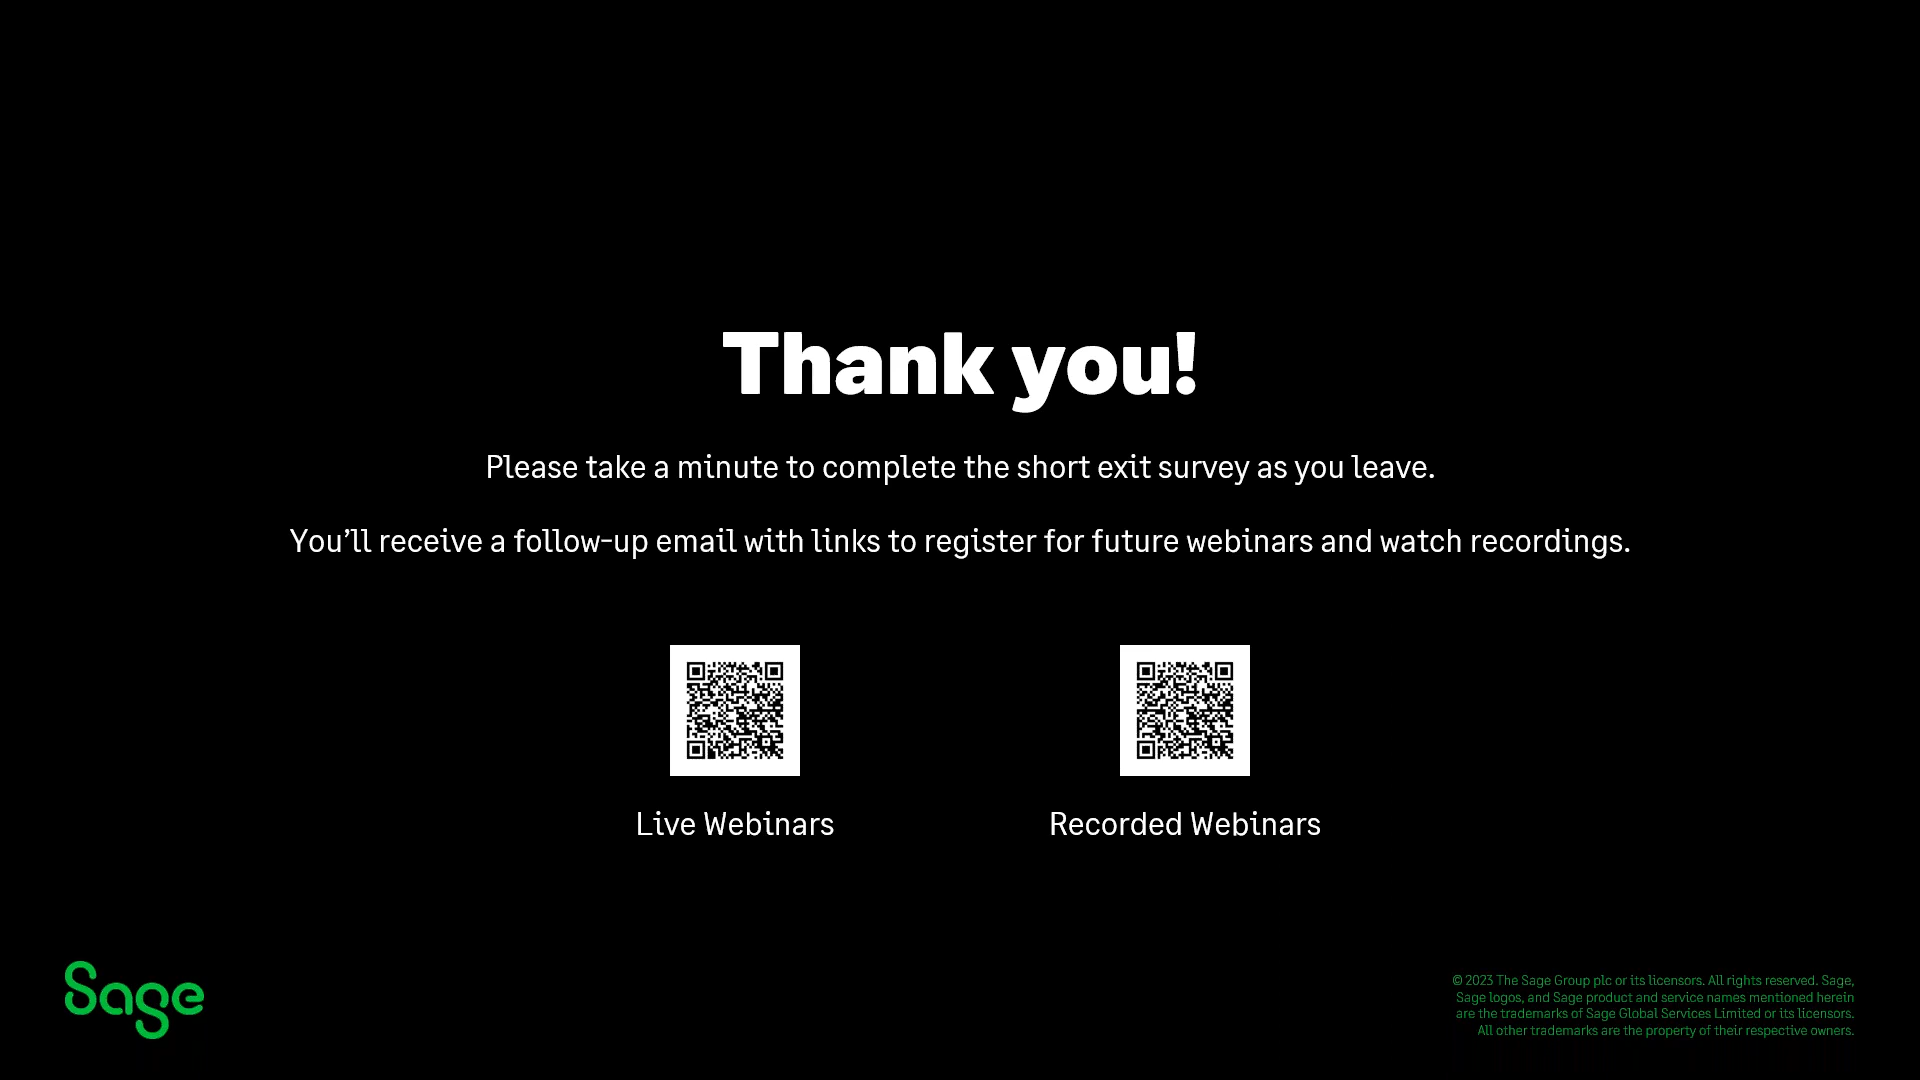 Thank you!
Please take a minute to complete the short exit survey as you leave.
You’ll receive a follow-up email with links to register for future webinars and watch recordings.
Live Webinars
Recorded Webinars
Sage
© 2023 The Sage Group plc or its licensors. All rights reserved. Sage,
Sage logos, and Sage product and service names mentioned herein
are the trademarks of Sage Global Services Limited or its licensors.
All other trademarks are the property of their respective owners.